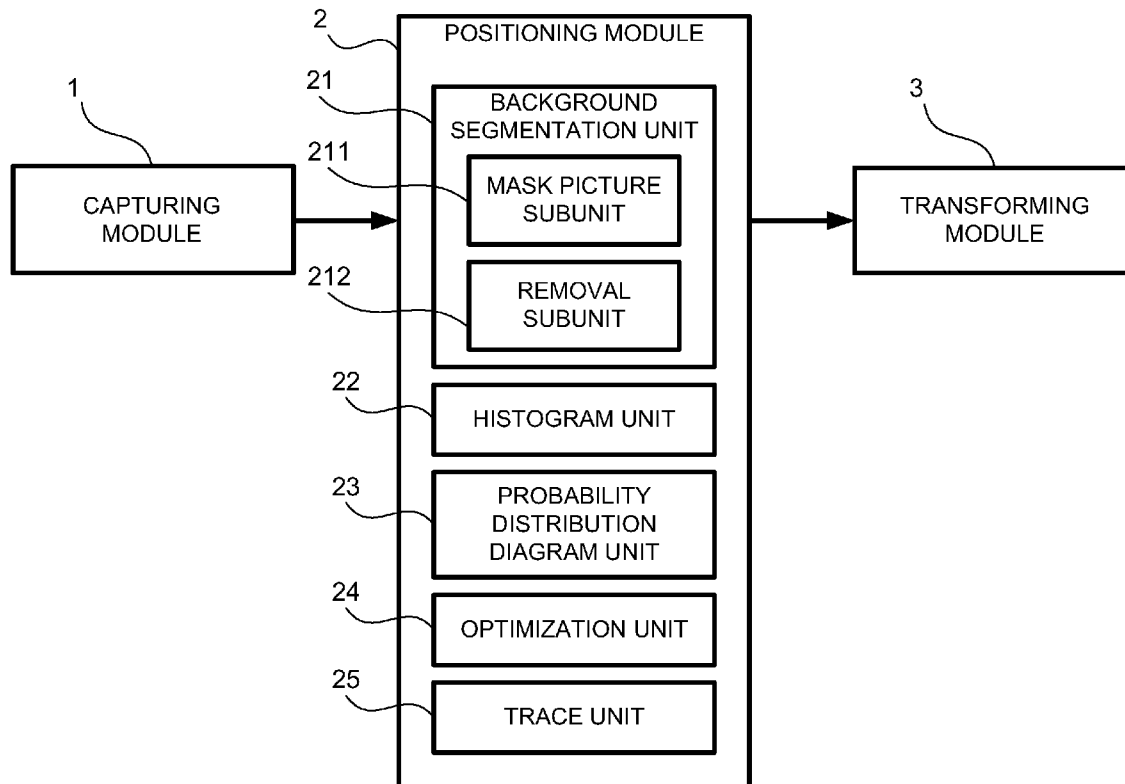 2
POSITIONING MODULE
1
CAPTURING
MODULE
21
BACKGROUND
SEGMENTATION UNIT
211
MASK PICTURE
SUBUNIT
212
REMOVAL
SUBUNIT
22
HISTOGRAM UNIT
23
PROBABILITY
DISTRIBUTION
DIAGRAM UNIT
24
OPTIMIZATION UNIT
25
TRACE UNIT
3
TRANSFORMING
MODULE